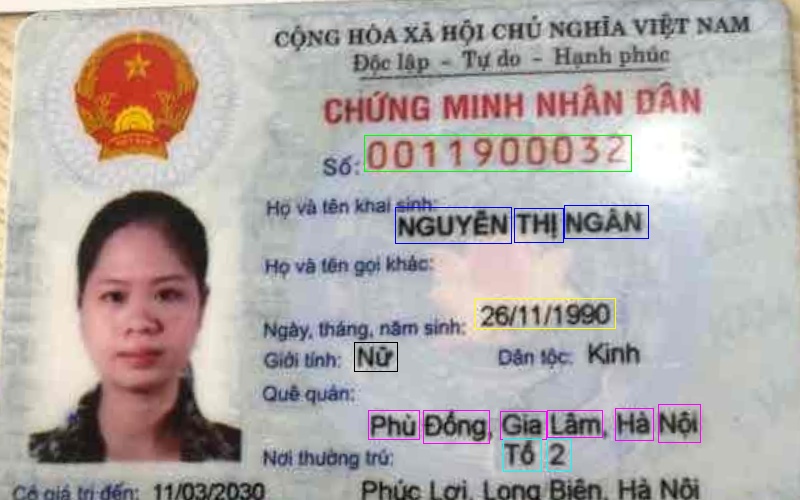 CỘNG HÒA XÃ HỘI CHỦ NGHĨA VIỆT NAM
Độc lập - Tự do - Hạnh phúc
CHỨNG MINH NHÂN DÂN
Số: 0011900032
Họ và tên khai sinh:
NGUYỄN THỊ NGÂN
Họ và tên gọi khác:
Ngày, tháng, năm sinh: 26/11/1990
Giới tính: Nữ Dân tộc: Kinh
Quê quán:
Phù Đổng, Gia Lâm, Hà Nội
Nơi thường trú: Tổ 2
Có giá trị đến: 11/03/2030 Phúc Lợi, Long Biên, Hà Nội